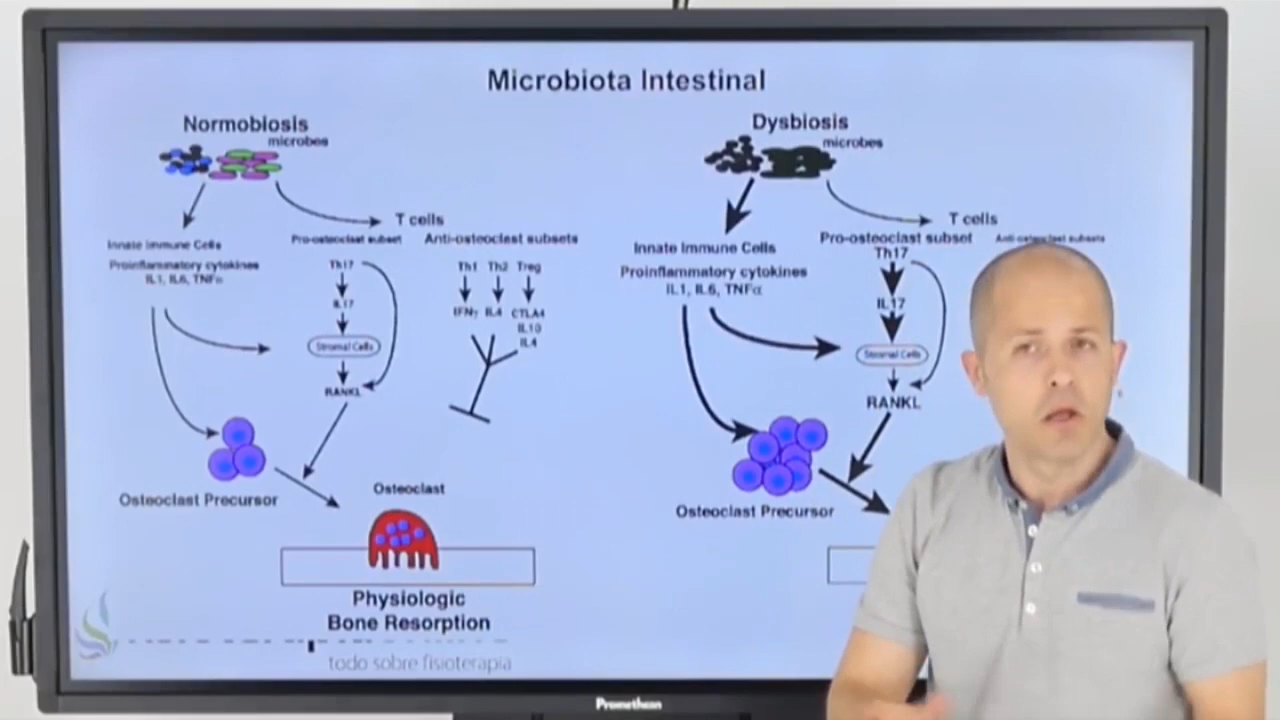 Microbiota Intestinal
Normobiosis
microbes
T cells
Innate Immune Cells
Pro-osteoclast subset
Anti-osteoclast subsets
Proinflammatory cytokines
IL1, IL6, TNFα
Th17
Th1 Th2 Treg
IL17
IFNγ IL4 CTLA4
IL10
IL4
Stromal Cells
RANKL
Osteoclast Precursor
Osteoclast
Physiologic
Bone Resorption
todo sobre fisioterapia
Dysbiosis
microbes
T cells
Innate Immune Cells
Pro-osteoclast subset
Anti-osteoclast subsets
Proinflammatory cytokines
IL1, IL6, TNFα
Th17
IL17
Stromal Cells
RANKL
Osteoclast Precursor
Promethean